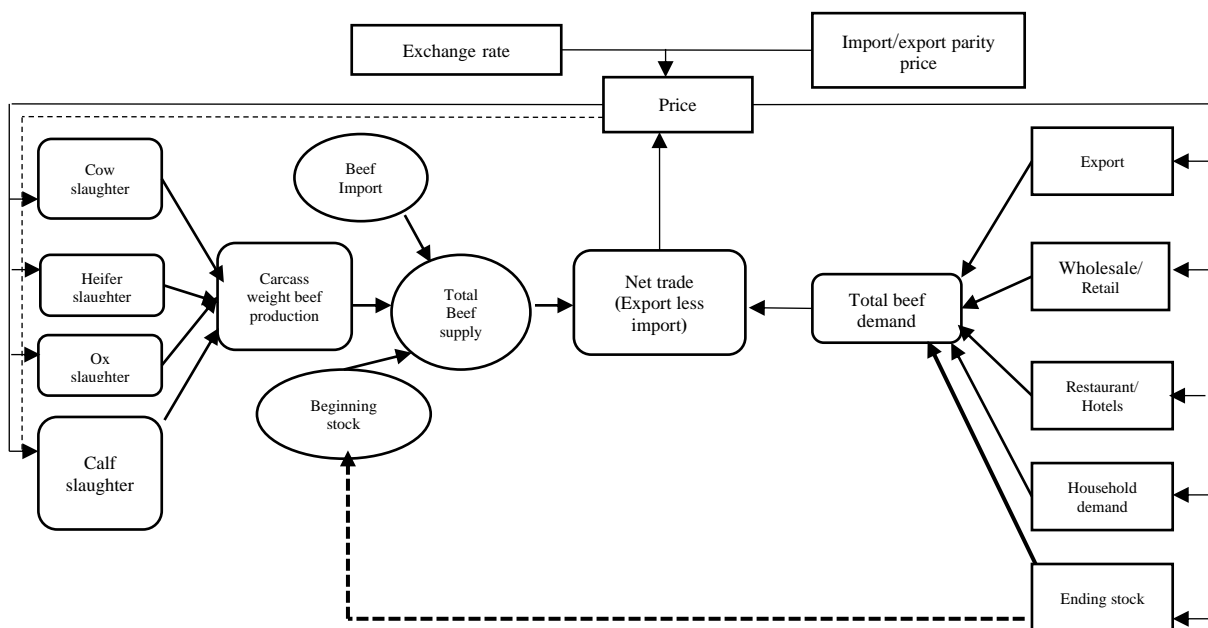 Exchange rate
Import/export parity
price
Price
Cow
slaughter
Beef
Import
Export
Heifer
slaughter
Carcass
weight beef
production
Total
Beef
supply
Net trade
(Export less
import)
Total beef
demand
Wholesale/
Retail
Ox
slaughter
Beginning
stock
Restaurant/
Hotels
Calf
slaughter
Household
demand
Ending stock